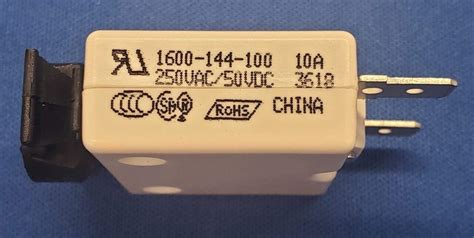 1600-144-100 10A
250VAC/50VDC 3618
RoHS CHINA